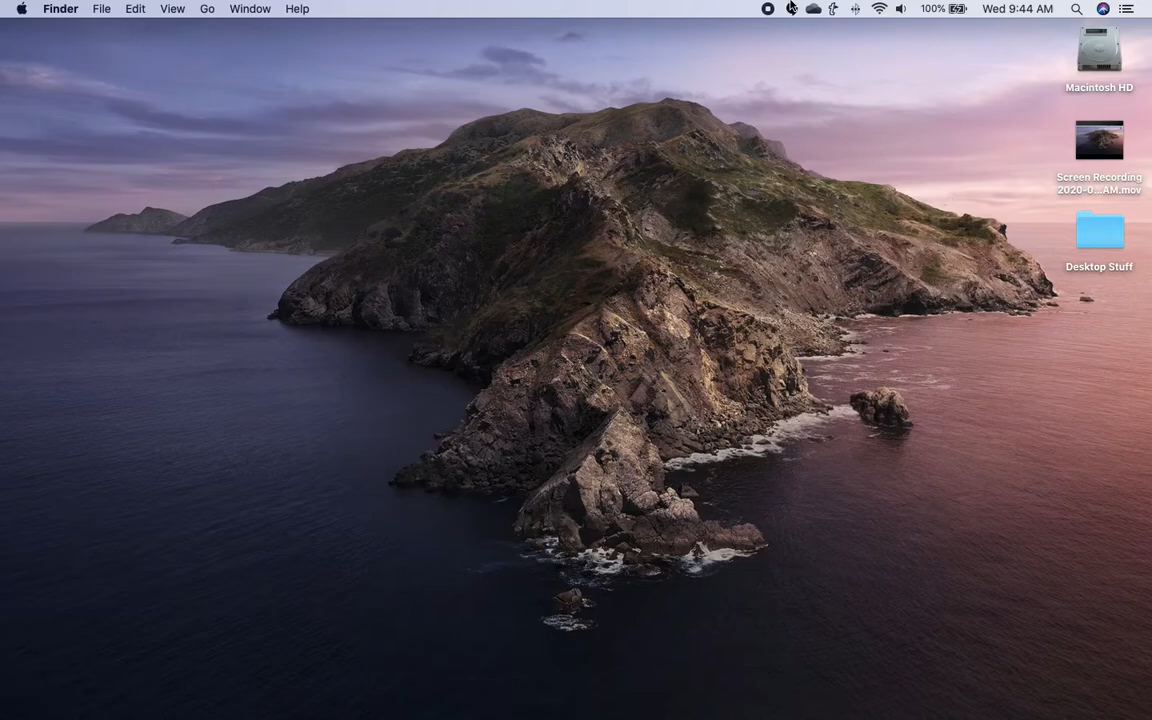 Finder File Edit View Go Window Help 100% Wed 9:44 AM
Macintosh HD
Screen Recording
2020-0...AM.mov
Desktop Stuff